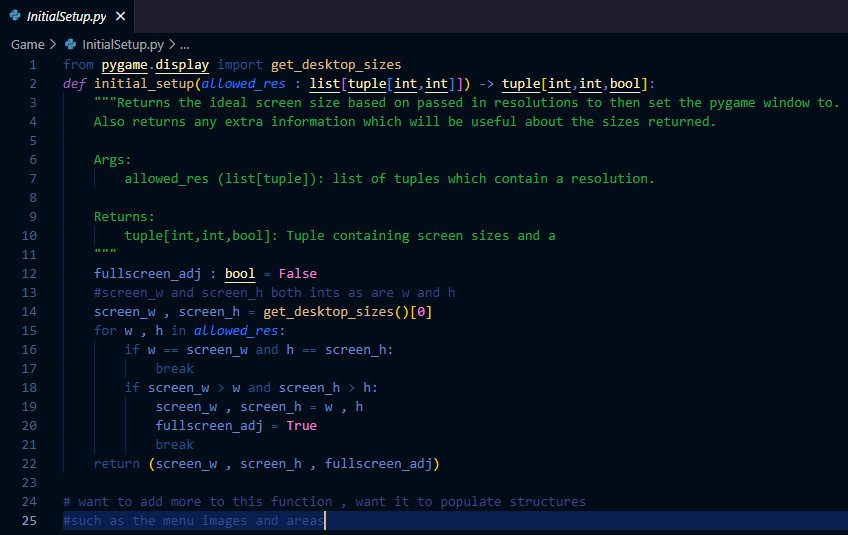 InitialSetup.py ×
Game > InitialSetup.py > ...
1 from pygame.display import get_desktop_sizes
2 def initial_setup(allowed_res : list[tuple[int,int]]) -> tuple[int,int,bool]:
3 """Returns the ideal screen size based on passed in resolutions to then set the pygame window to.
4 Also returns any extra information which will be useful about the sizes returned.
5
6 Args:
7 allowed_res (list[tuple]): list of tuples which contain a resolution.
8
9 Returns:
10 tuple[int,int,bool]: Tuple containing screen sizes and a
11 """
12 fullscreen_adj : bool = False
13 #screen_w and screen_h both ints as are w and h
14 screen_w , screen_h = get_desktop_sizes()[0]
15 for w , h in allowed_res:
16 if w == screen_w and h == screen_h:
17 break
18 if screen_w > w and screen_h > h:
19 screen_w , screen_h = w , h
20 fullscreen_adj = True
21 break
22 return (screen_w , screen_h , fullscreen_adj)
23
24 # want to add more to this function , want it to populate structures
25 #such as the menu images and areas